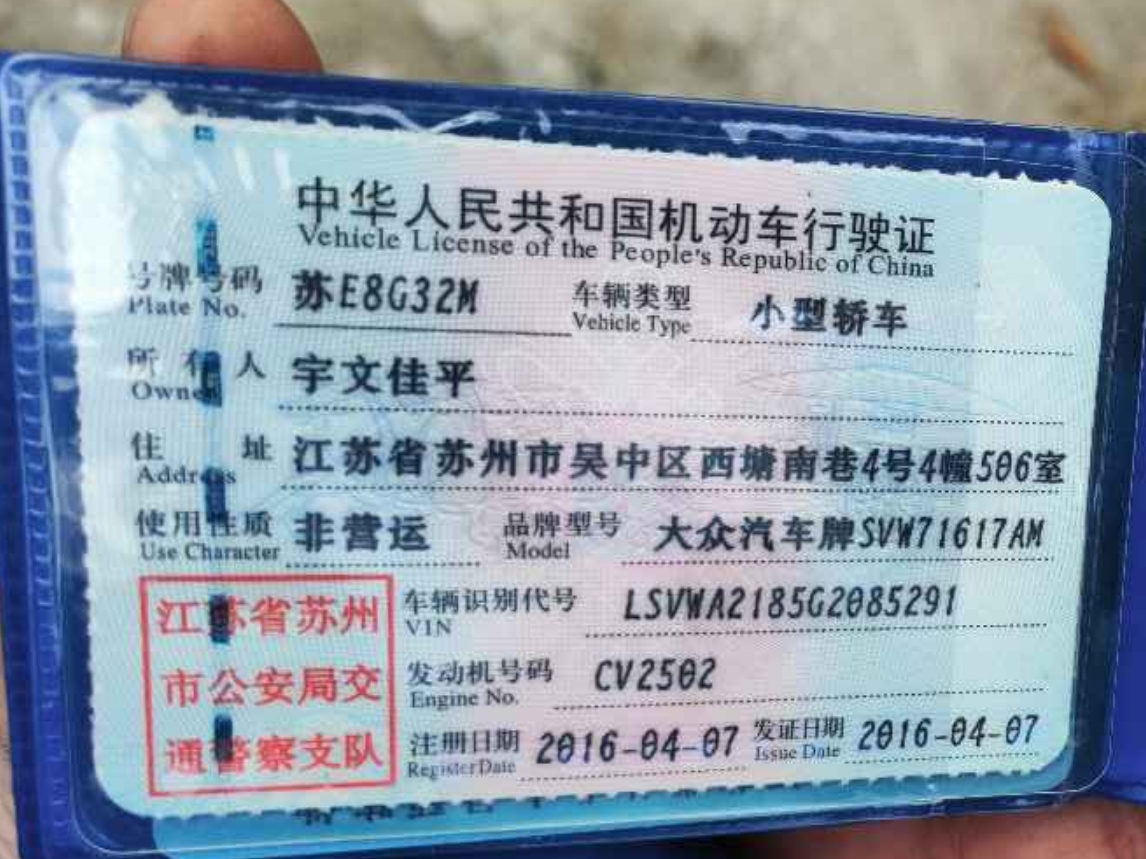 中华人民共和国机动车行驶证
Vehicle License of the People's Republic of China
号牌号码 苏E8G32M 车辆类型 小型轿车
Plate No. Vehicle Type
所有人 宇文佳平
Owner
住址 江苏省苏州市吴中区西塘南巷4号4幢506室
Address
使用性质 非营运 品牌型号 大众汽车牌SVW71617AM
Use Character Model
江苏省苏州
市公安局交
通警察支队
车辆识别代号 LSVWA2185G2085291
VIN
发动机号码 CV2502
Engine No.
注册日期 2016-04-07 发证日期 2016-04-07
Register Date Issue Date